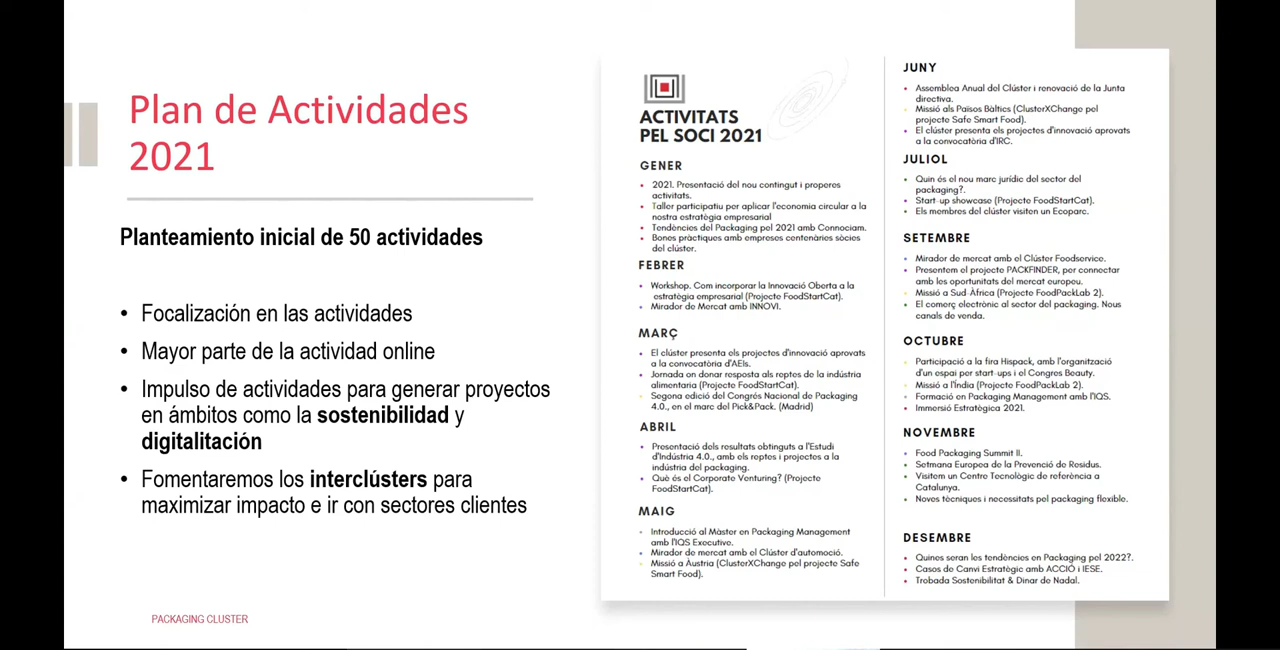 Plan de Actividades
2021
Planteamiento inicial de 50 actividades
• Focalización en las actividades
• Mayor parte de la actividad online
• Impulso de actividades para generar proyectos
en ámbitos como la sostenibilidad y
digitalitación
• Fomentaremos los interclústers para
maximizar impacto e ir con sectores clientes
PACKAGING CLUSTER
ACTIVITATS
PEL SOCI 2021
GENER
• 2021. Presentació del nou contingut i properes
activitats.
• Taller participatiu per aplicar l'economia circular a la
nostra estratègia empresarial
• Tendències del Packaging pel 2021 amb Connociam.
• Bones pràctiques amb empreses centenàries sòcies
del clúster.
FEBRER
• Workshop. Com incorporar la Innovació Oberta a la
estratègia empresarial (Projecte FoodStartCat).
• Mirador de Mercat amb INNOVI.
MARÇ
• El clúster presenta els projectes d'innovació aprovats
a la convocatòria d'AEIs.
• Jornada on donar resposta als reptes de la indústria
alimentaria (Projecte FoodStartCat).
• Segona edició del Congrés Nacional de Packaging
4.0., en el marc del Pick&Pack. (Madrid)
ABRIL
• Presentació dels resultats obtinguts a l'Estudi
d'Indústria 4.0., amb els reptes i projectes a la
indústria del packaging.
• Què és el Corporate Venturing? (Projecte
FoodStartCat).
MAIG
• Introducció al Màster en Packaging Management
amb l'IQS Executive.
• Mirador de mercat amb el Clúster d'automoció.
• Missió a Àustria (ClusterXChange pel projecte Safe
Smart Food).
JUNY
• Assemblea Anual del Clúster i renovació de la Junta
directiva.
• Missió als Països Bàltics (ClusterXChange pel
projecte Safe Smart Food).
• El clúster presenta els projectes d'innovació aprovats
a la convocatòria d'IRC.
JULIOL
• Quin és el nou marc jurídic del sector del
packaging?.
• Start-up showcase (Projecte FoodStartCat).
• Els membres del clúster visiten un Ecoparc.
SETEMBRE
• Mirador de mercat amb el Clúster Foodservice.
• Presentem el projecte PACKFINDER, per connectar
amb les oportunitats del mercat europeu.
• Missió a Sud-Àfrica (Projecte FoodPackLab 2).
• El comerç electrònic al sector del packaging. Nous
canals de venda.
OCTUBRE
• Participació a la fira Hispack, amb l'organització
d'un espai per start-ups i el Congres Beauty.
• Missió a l'Índia (Projecte FoodPackLab 2).
• Formació en Packaging Management amb l'IQS.
• Immersió Estratègica 2021.
NOVEMBRE
• Food Packaging Summit II.
• Setmana Europea de la Prevenció de Residus.
• Visitem un Centre Tecnològic de referència a
Catalunya.
• Noves tècniques i necessitats pel packaging flexible.
DESEMBRE
• Quines seran les tendències en Packaging pel 2022?.
• Casos de Canvi Estratègic amb ACCIÓ i IESE.
• Trobada Sostenibilitat & Dinar de Nadal.